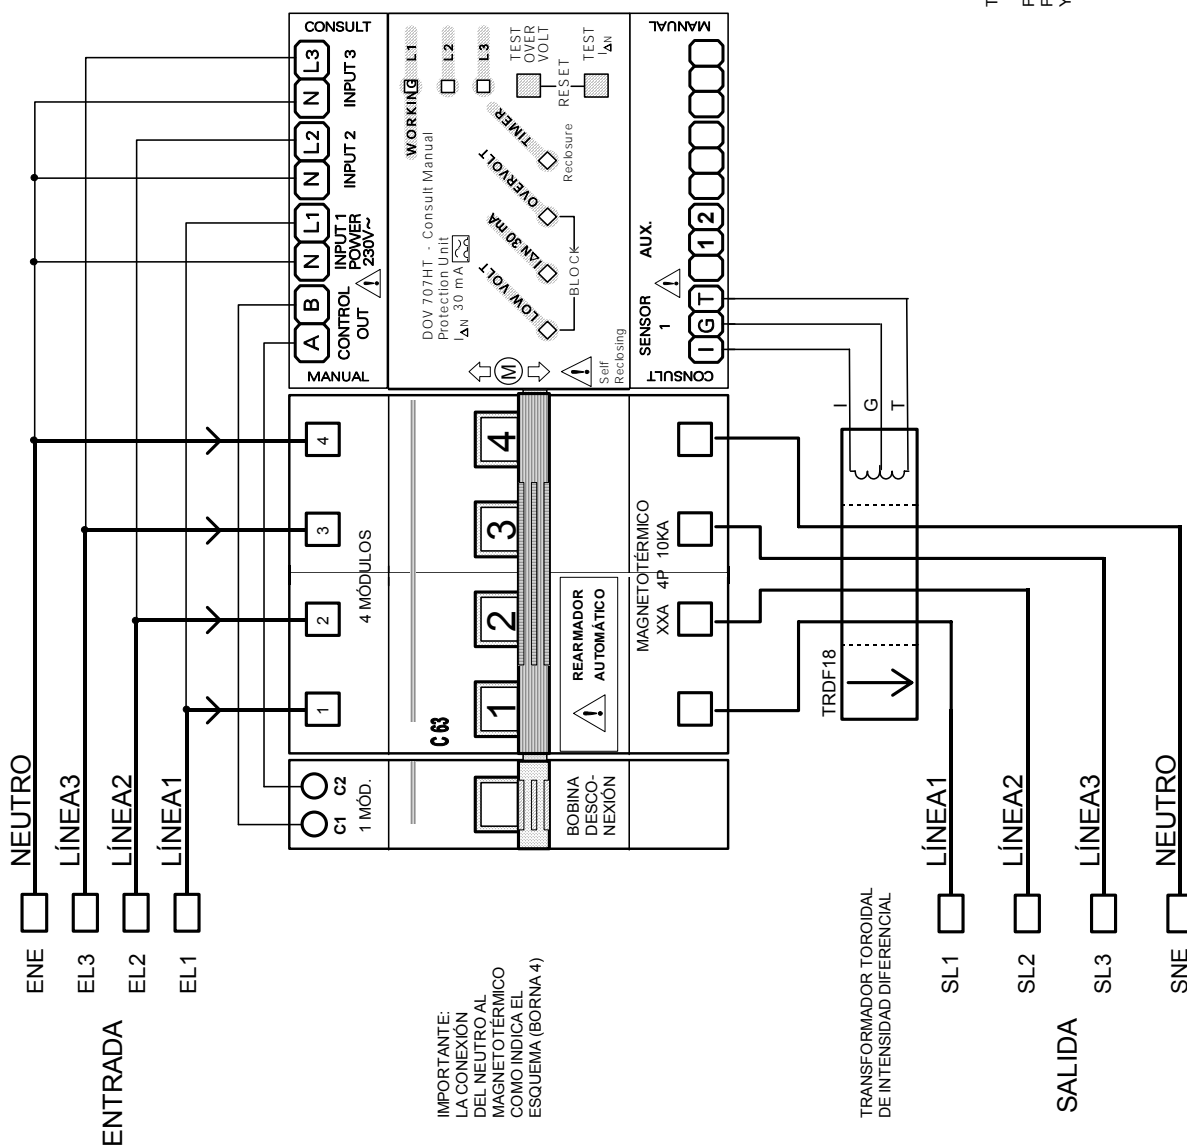 ENTRADA
ENE
EL3
EL2
EL1
NEUTRO
LÍNEA3
LÍNEA2
LÍNEA1
IMPORTANTE:
LA CONEXIÓN
DEL NEUTRO AL
MAGNETOTÉRMICO
COMO INDICA EL
ESQUEMA (BORNA 4)
C1
C2
1 MÓD.
BOBINA
DESCO-
NEXIÓN
1
2
3
4
4 MÓDULOS
C 63
1
2
3
4
REARMADOR
AUTOMÁTICO
MAGNETOTÉRMICO
XXA 4P 10KA
MANUAL
CONSULT
A
B
N
L1
N
L2
N
L3
CONTROL
OUT
INPUT 1
POWER
230V~
INPUT 2
INPUT 3
DOV 707HT - Consult Manual
Protection Unit
IΔN 30 mA
WORKING
L1
L2
L3
TEST
OVER
VOLT
RESET
TEST
IΔN
LOW VOLT
IΔN 30 mA
OVERVOLT
TIMER
BLOCK
Reclosure
M
Self
Reclosing
SENSOR
1
AUX.
I
G
T
1
2
CONSULT
MANUAL
I
G
T
TRDF18
TRANSFORMADOR TOROIDAL
DE INTENSIDAD DIFERENCIAL
SALIDA
SL1
SL2
SL3
SNE
LÍNEA1
LÍNEA2
LÍNEA3
NEUTRO
T
F
F
Y